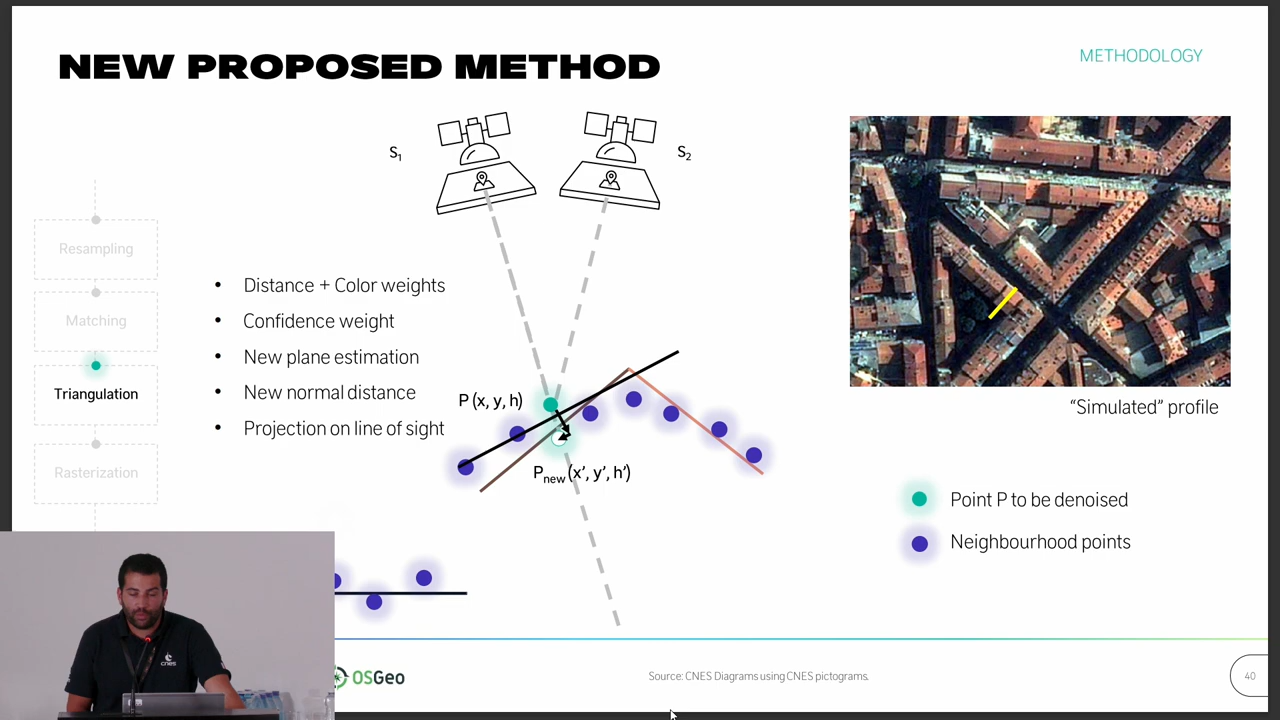 NEW PROPOSED METHOD
METHODOLOGY
S1
S2
Resampling
Matching
Triangulation
Rasterization
• Distance + Color weights
• Confidence weight
• New plane estimation
• New normal distance
• Projection on line of sight
P (x, y, h)
Pnew (x’, y’, h’)
“Simulated” profile
Point P to be denoised
Neighbourhood points
cnes
OSGeo
Source: CNES Diagrams using CNES pictograms.
40